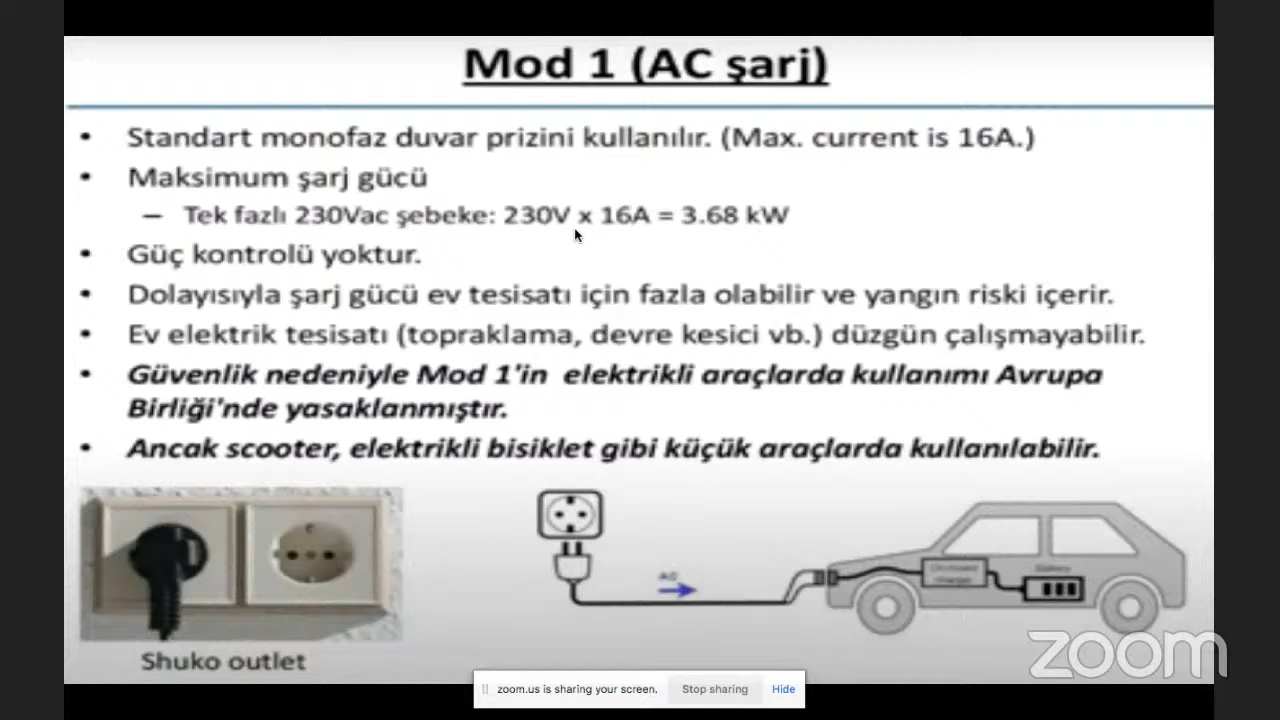 Mod 1 (AC şarj)
• Standart monofaz duvar prizini kullanılır. (Max. current is 16A.)
• Maksimum şarj gücü
– Tek fazlı 230Vac şebeke: 230V x 16A = 3.68 kW
• Güç kontrolü yoktur.
• Dolayısıyla şarj gücü ev tesisatı için fazla olabilir ve yangın riski içerir.
• Ev elektrik tesisatı (topraklama, devre kesici vb.) düzgün çalışmayabilir.
• Güvenlik nedeniyle Mod 1'in elektrikli araçlarda kullanımı Avrupa
Birliği'nde yasaklanmıştır.
• Ancak scooter, elektrikli bisiklet gibi küçük araçlarda kullanılabilir.
AC
On-board
charger
Battery
Shuko outlet
zoom
zoom.us is sharing your screen.
Stop sharing
Hide